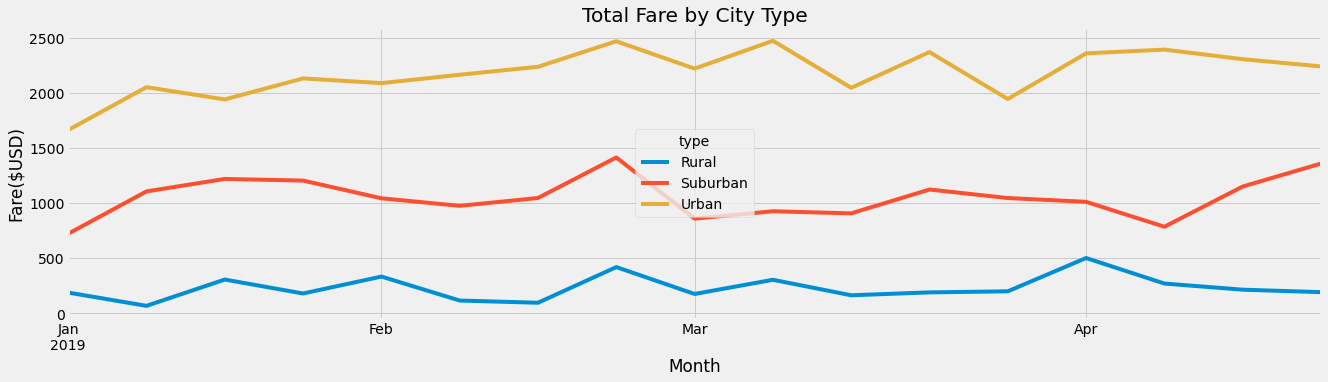 Total Fare by City Type
Fare($USD)
2500
2000
1500
1000
500
0
type
Rural
Suburban
Urban
Jan Feb Mar Apr
2019
Month